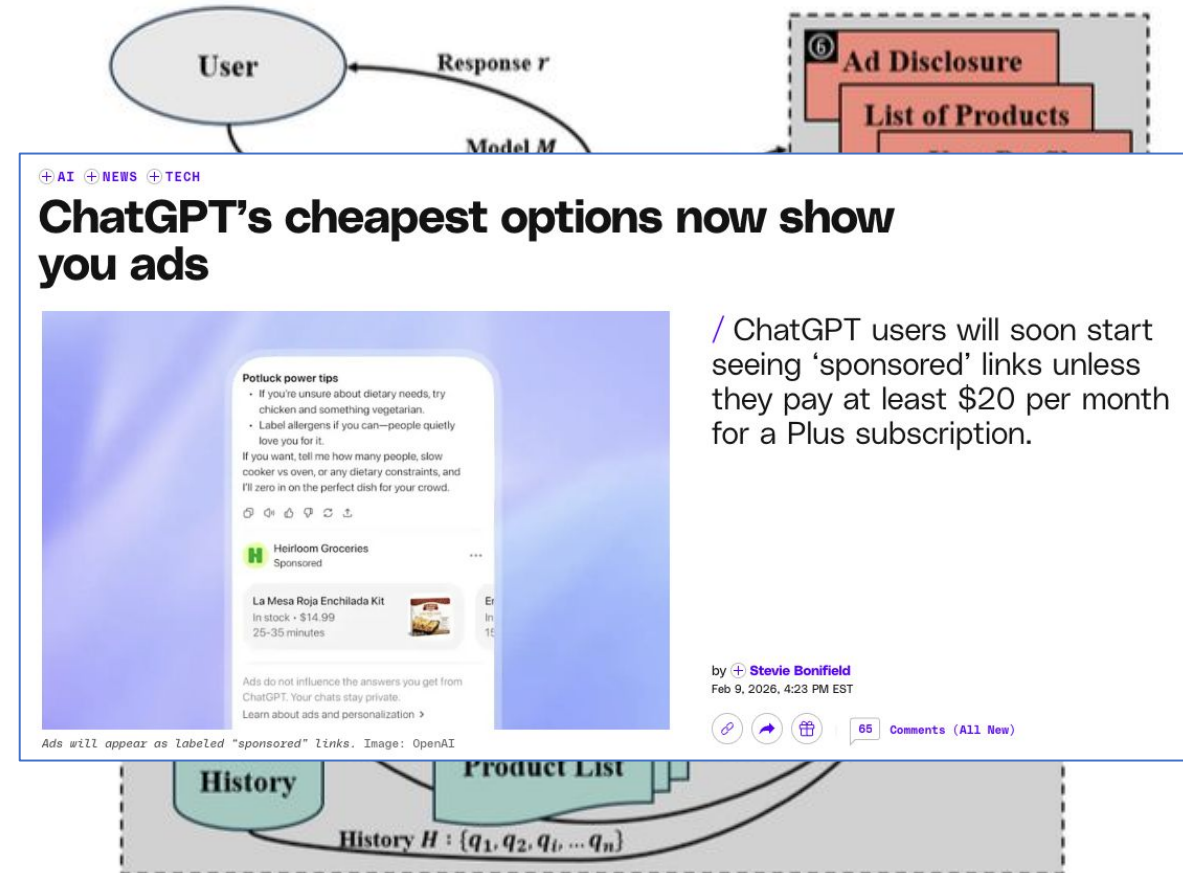 User
Response r
Model M
6
Ad Disclosure
List of Products
AI NEWS TECH
ChatGPT’s cheapest options now show
you ads
Potluck power tips
• If you're unsure about dietary needs, try
chicken and something vegetarian.
• Label allergens if you can—people quietly
love you for it.
If you want, tell me how many people, slow
cooker vs oven, or any dietary constraints, and
I'll zero in on the perfect dish for your crowd.
Heirloom Groceries
Sponsored
La Mesa Roja Enchilada Kit
In stock • $14.99
25-35 minutes
Ads do not influence the answers you get from
ChatGPT. Your chats stay private.
Learn about ads and personalization >
Ads will appear as labeled "sponsored" links. Image: OpenAI
/ ChatGPT users will soon start
seeing ‘sponsored’ links unless
they pay at least $20 per month
for a Plus subscription.
by Stevie Bonifield
Feb 9, 2026, 4:23 PM EST
65 Comments (All New)
History
Product List
History H : {q₁, q₂, qᵢ, ... qₙ}